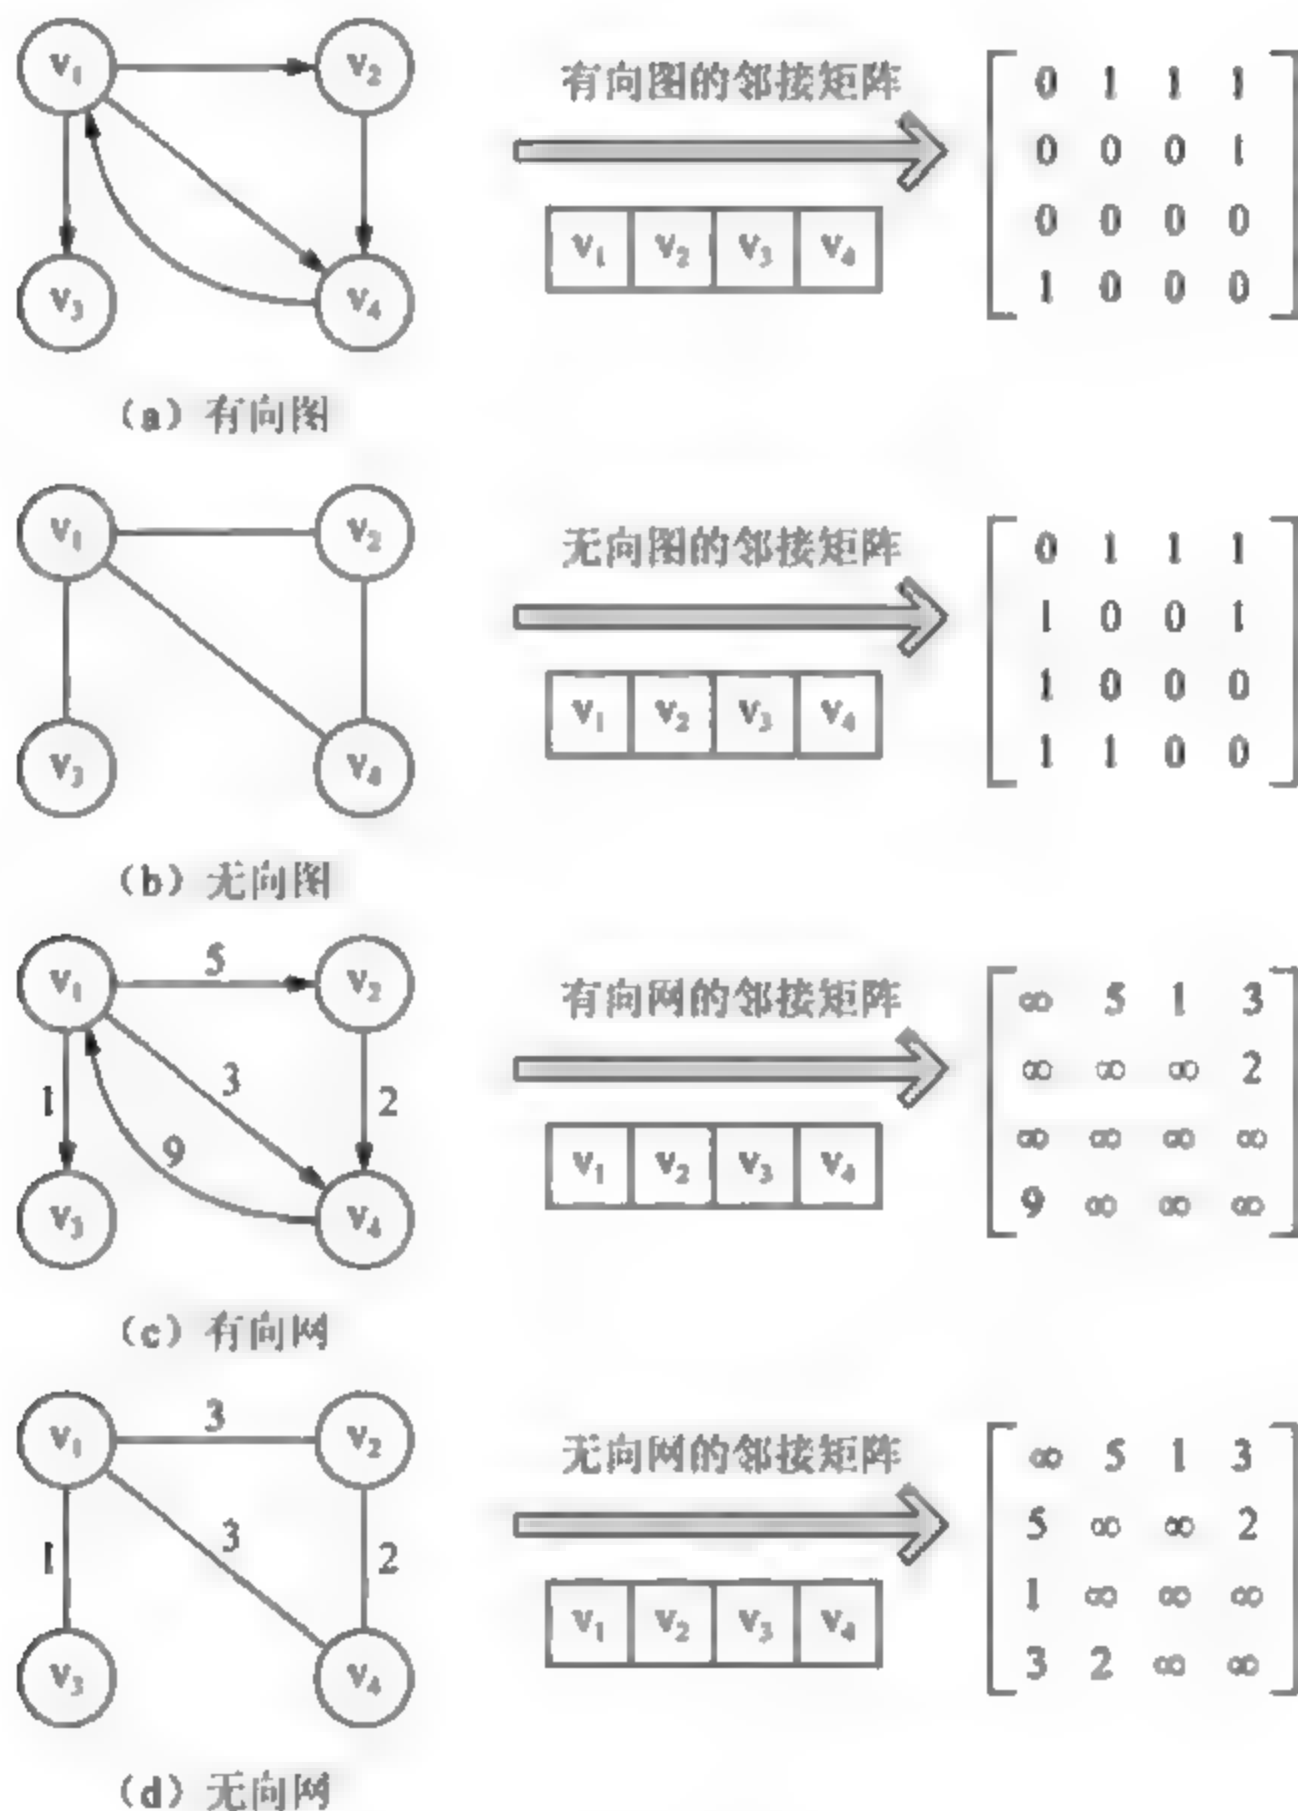 v₁ v₂
v₃ v₄
有向图的邻接矩阵
v₁ v₂ v₃ v₄
0 1 1 1
0 0 0 1
0 0 0 0
1 0 0 0
(a) 有向图
v₁ v₂
v₃ v₄
无向图的邻接矩阵
v₁ v₂ v₃ v₄
0 1 1 1
1 0 0 1
1 0 0 0
1 1 0 0
(b) 无向图
v₁ 5 v₂
1 3 2
9
v₃ v₄
有向网的邻接矩阵
v₁ v₂ v₃ v₄
∞ 5 1 3
∞ ∞ ∞ 2
∞ ∞ ∞ ∞
9 ∞ ∞ ∞
(c) 有向网
v₁ 3 v₂
1 3 2
v₃ v₄
无向网的邻接矩阵
v₁ v₂ v₃ v₄
∞ 5 1 3
5 ∞ ∞ 2
1 ∞ ∞ ∞
3 2 ∞ ∞
(d) 无向网